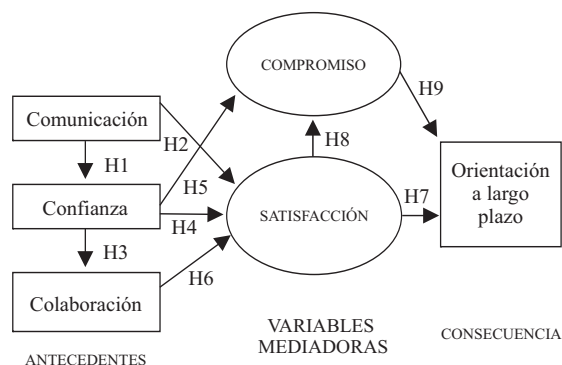 COMPROMISO
H9
Comunicación
H2
H8
H1
Orientación
a largo
plazo
H5
H7
Confianza
SATISFACCIÓN
H4
H3
H6
Colaboración
VARIABLES
MEDIADORAS
CONSECUENCIA
ANTECEDENTES